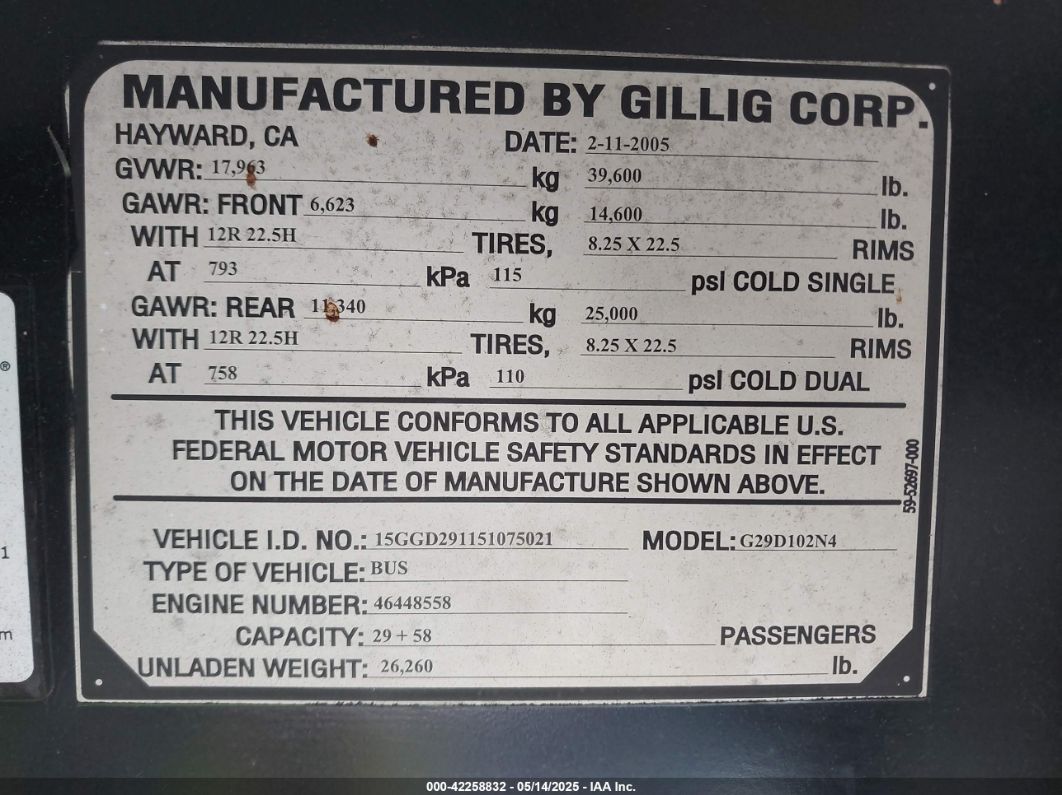 MANUFACTURED BY GILLIG CORP.
HAYWARD, CA DATE: 2-11-2005
GVWR: 17,963 kg 39,600 lb.
GAWR: FRONT 6,623 kg 14,600 lb.
WITH 12R 22.5H TIRES, 8.25 X 22.5 RIMS
AT 793 kPa 115 psI COLD SINGLE
GAWR: REAR 11,340 kg 25,000 lb.
WITH 12R 22.5H TIRES, 8.25 X 22.5 RIMS
AT 758 kPa 110 psI COLD DUAL
THIS VEHICLE CONFORMS TO ALL APPLICABLE U.S.
FEDERAL MOTOR VEHICLE SAFETY STANDARDS IN EFFECT
ON THE DATE OF MANUFACTURE SHOWN ABOVE.
59-52697-000
VEHICLE I.D. NO.: 15GGD291151075021 MODEL: G29D102N4
TYPE OF VEHICLE: BUS
ENGINE NUMBER: 46448558
CAPACITY: 29 + 58 PASSENGERS
UNLADEN WEIGHT: 26,260 lb.
®
1
m
000-42258832 - 05/14/2025 - IAA Inc.